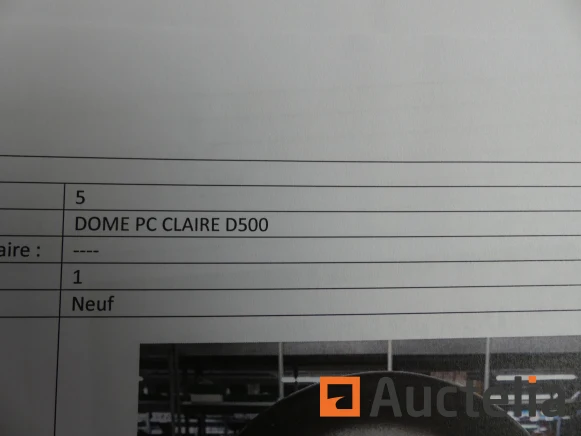 5
DOME PC CLAIRE D500
aire : ----
1
Neuf
Auctelia